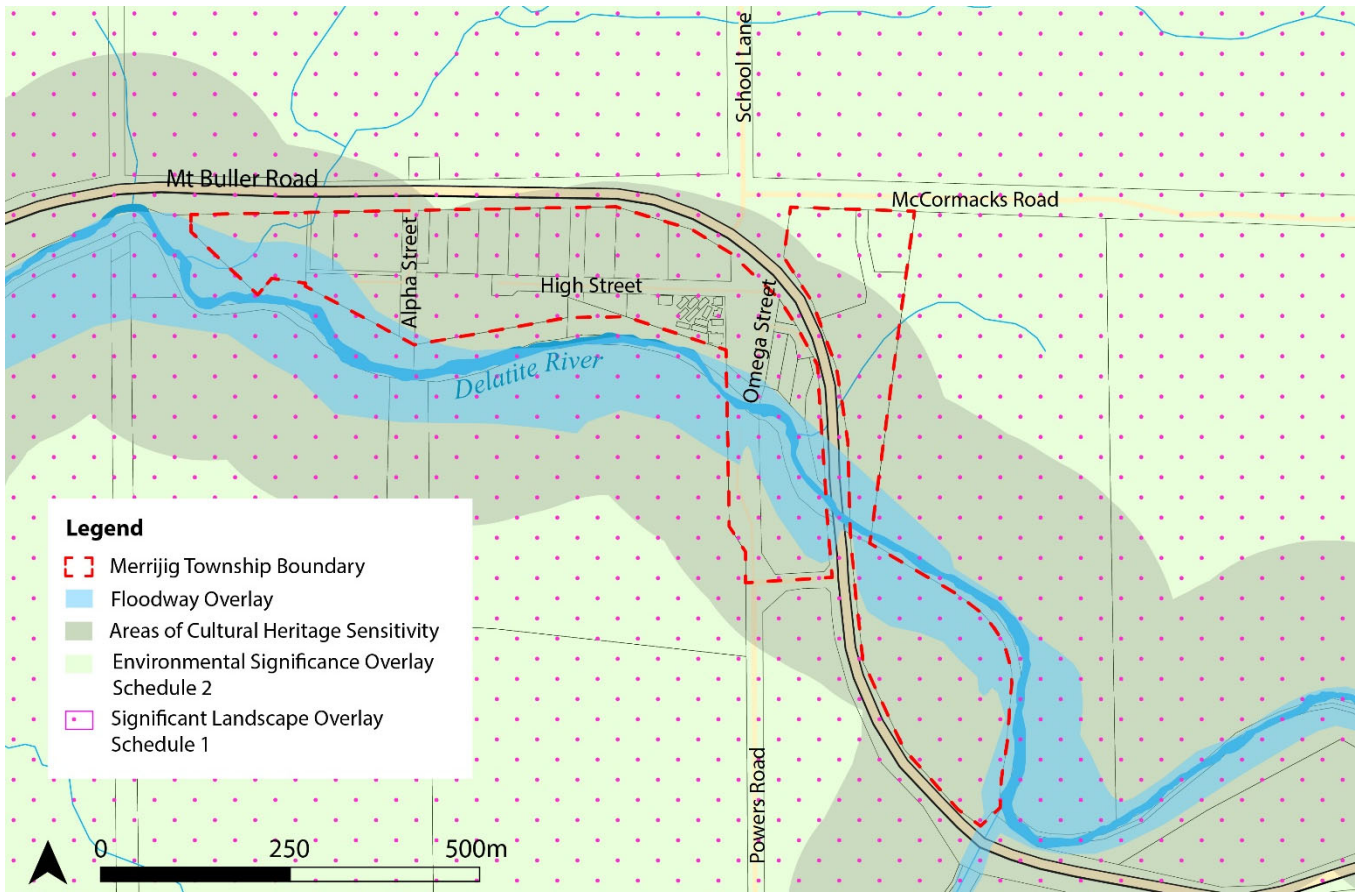 School Lane
Mt Buller Road
McCormacks Road
Alpha Street
High Street
Omega Street
Delatite River
Legend
Merrijig Township Boundary
Floodway Overlay
Areas of Cultural Heritage Sensitivity
Environmental Significance Overlay
Schedule 2
Significant Landscape Overlay
Schedule 1
Powers Road
0 250 500m